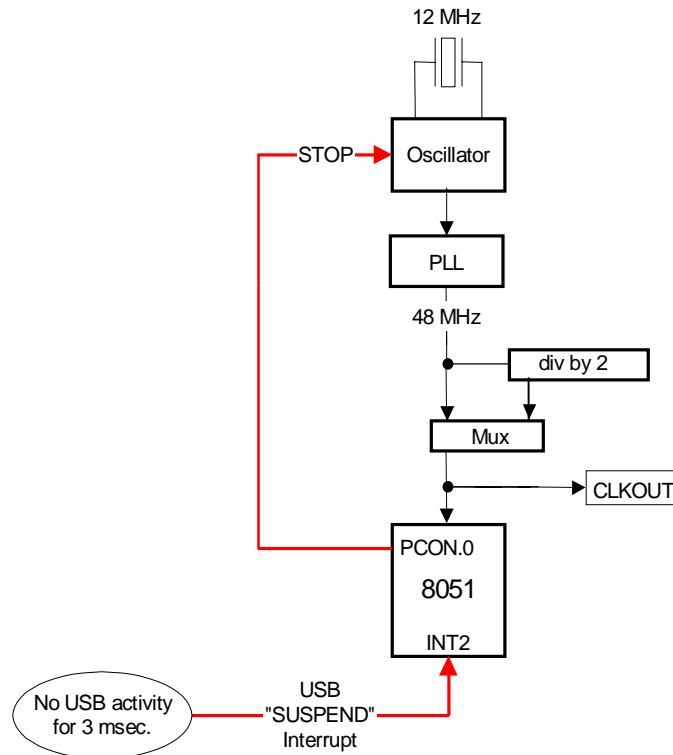 12 MHz
STOP
Oscillator
PLL
48 MHz
div by 2
Mux
CLKOUT
PCON.0
8051
INT2
No USB activity
for 3 msec.
USB
"SUSPEND"
Interrupt